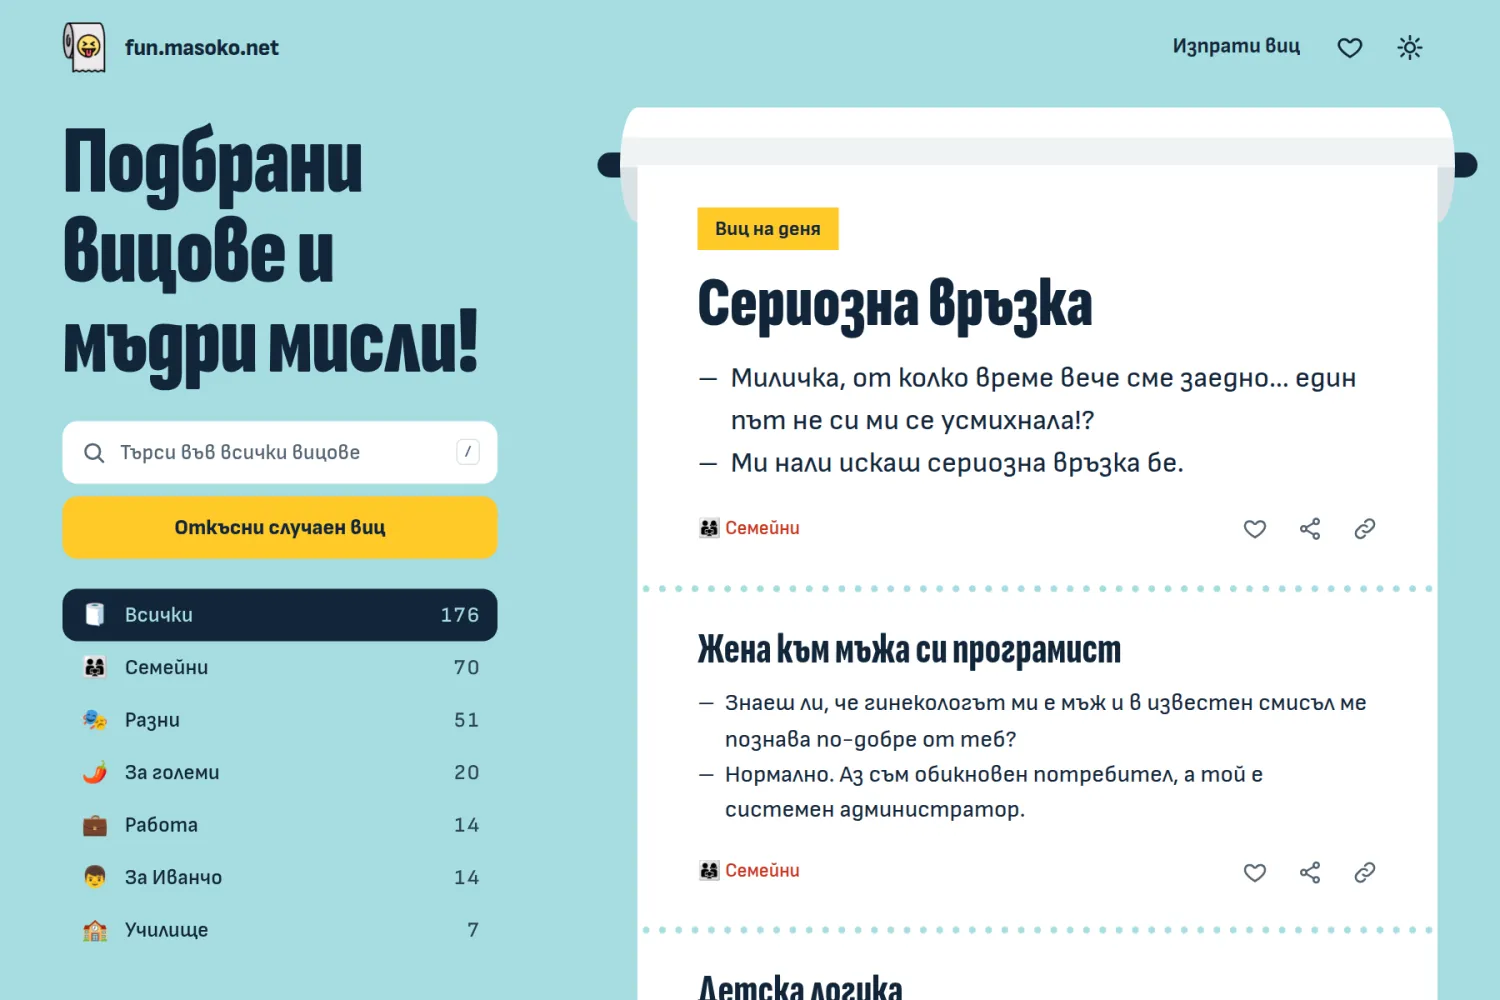 fun.masoko.net
Изпрати виц
Подбрани
вицове и
мъдри мисли!
Търси във всички вицове
/
Откъсни случаен виц
Всички 176
Семейни 70
Разни 51
За големи 20
Работа 14
За Иванчо 14
Училище 7
Виц на деня
Сериозна връзка
— Миличка, от колко време вече сме заедно... един
път не си ми се усмихнала!?
— Ми нали искаш сериозна връзка бе.
Семейни
Жена към мъжа си програмист
— Знаеш ли, че гинекологът ми е мъж и в известен смисъл ме
познава по-добре от теб?
— Нормално. Аз съм обикновен потребител, а той е
системен администратор.
Семейни
Детска логика